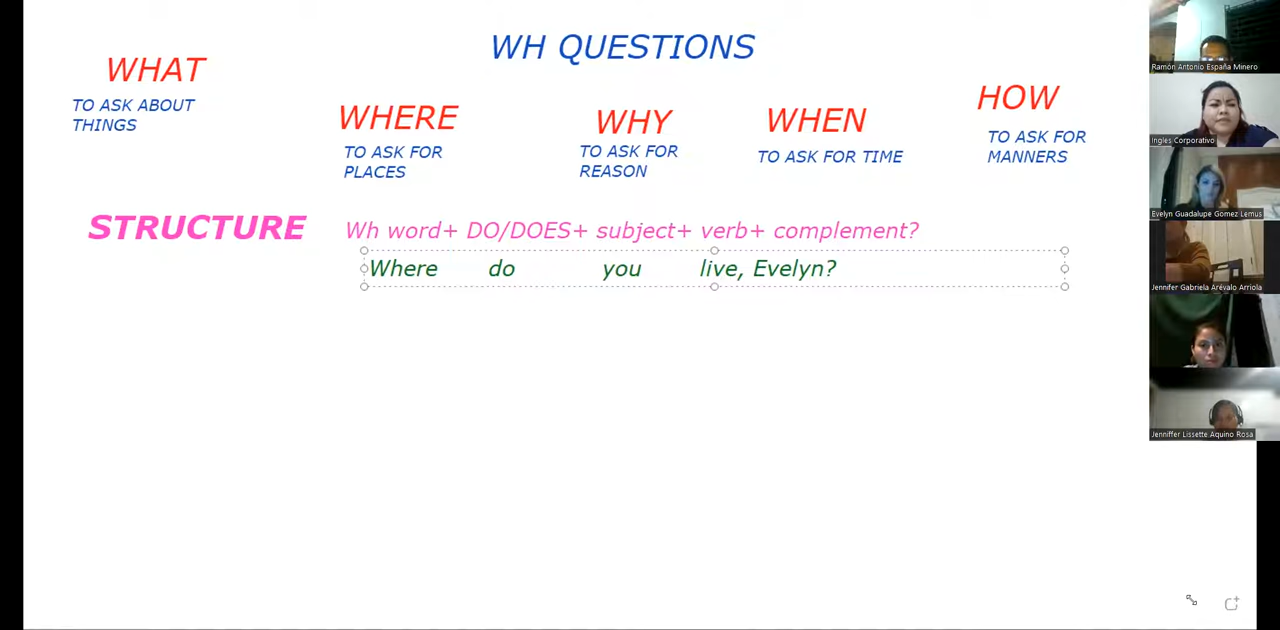 WH QUESTIONS
WHAT
TO ASK ABOUT
THINGS
WHERE
TO ASK FOR
PLACES
WHY
TO ASK FOR
REASON
WHEN
TO ASK FOR TIME
HOW
TO ASK FOR
MANNERS
STRUCTURE
Wh word+ DO/DOES+ subject+ verb+ complement?
Where do you live, Evelyn?
Ramón Antonio España Minero
Ingles Corporativo
Evelyn Guadalupe Gomez Lemus
Jennifer Gabriela Arévalo Arriola
Jenniffer Lissette Aquino Rosa